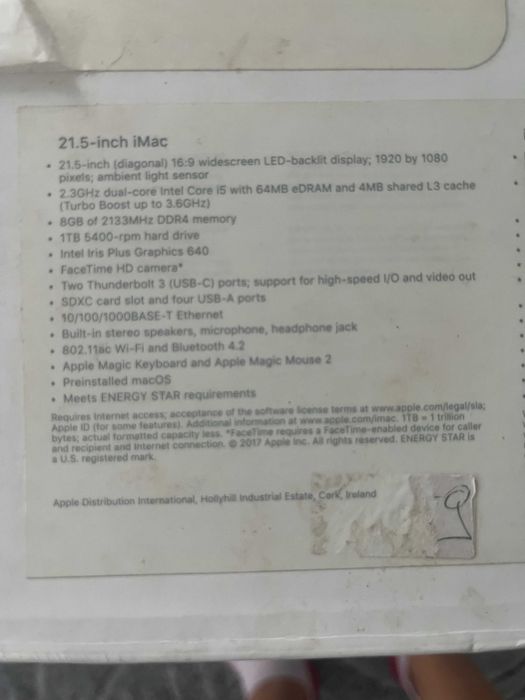 21.5-inch iMac
• 21.5-inch (diagonal) 16:9 widescreen LED-backlit display; 1920 by 1080
pixels; ambient light sensor
• 2.3GHz dual-core Intel Core i5 with 64MB eDRAM and 4MB shared L3 cache
(Turbo Boost up to 3.6GHz)
• 8GB of 2133MHz DDR4 memory
• 1TB 5400-rpm hard drive
• Intel Iris Plus Graphics 640
• FaceTime HD camera*
• Two Thunderbolt 3 (USB-C) ports; support for high-speed I/O and video out
• SDXC card slot and four USB-A ports
• 10/100/1000BASE-T Ethernet
• Built-in stereo speakers, microphone, headphone jack
• 802.11ac Wi-Fi and Bluetooth 4.2
• Apple Magic Keyboard and Apple Magic Mouse 2
• Preinstalled macOS
• Meets ENERGY STAR requirements
Requires Internet access; acceptance of the software license terms at www.apple.com/legal/sla;
Apple ID (for some features). Additional information at www.apple.com/imac. 1TB = 1 trillion
bytes; actual formatted capacity less. *FaceTime requires a FaceTime-enabled device for caller
and recipient and Internet connection. © 2017 Apple Inc. All rights reserved. ENERGY STAR is
a U.S. registered mark.
Apple Distribution International, Hollyhill Industrial Estate, Cork, Ireland